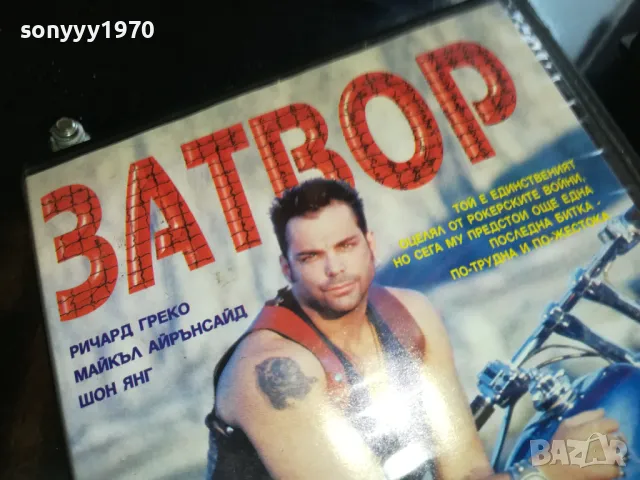 sonyyy1970
ЗАТВОР
ТОЙ Е ЕДИНСТВЕНИЯТ
ОЦЕЛЯЛ ОТ РОКЕРСКИТЕ ВОЙНИ,
НО СЕГА МУ ПРЕДСТОИ ОЩЕ ЕДНА
ПОСЛЕДНА БИТКА -
ПО-ТРУДНА И ПО-ЖЕСТОКА
РИЧАРД ГРЕКО
МАЙКЪЛ АЙРЪНСАЙД
ШОН ЯНГ
BAZAR
bg